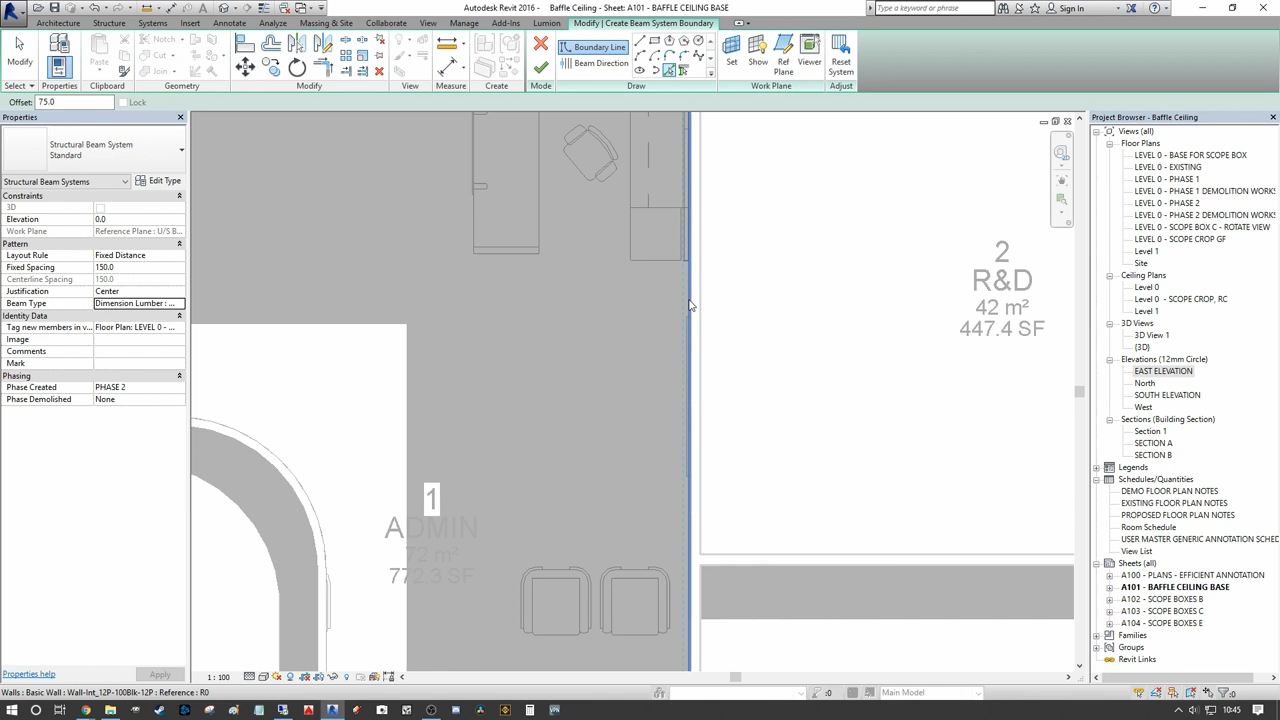 Autodesk Revit 2016 -
Baffle Ceiling - Sheet: A101 - BAFFLE CEILING BASE
Type a keyword or phrase
Sign In
Architecture
Structure
Systems
Insert
Annotate
Analyze
Massing & Site
Collaborate
View
Manage
Add-Ins
Lumion
Modify | Create Beam System Boundary
Modify
Paste
Notch
Cut
Join
Boundary Line
Beam Direction
Set
Show
Ref
Plane
Viewer
Reset
System
Select
Properties
Clipboard
Geometry
Modify
View
Measure
Create
Mode
Draw
Work Plane
Adjust
Offset: 75.0
Lock
Properties
Structural Beam System
Standard
Structural Beam Systems
Edit Type
Constraints
3D
Elevation 0.0
Work Plane Reference Plane : U/S B...
Pattern
Layout Rule Fixed Distance
Fixed Spacing 150.0
Centerline Spacing 150.0
Justification Center
Beam Type Dimension Lumber : ...
Identity Data
Tag new members in v... Floor Plan: LEVEL 0 - ...
Image
Comments
Mark
Phasing
Phase Created PHASE 2
Phase Demolished None
Properties help
Apply
2
R&D
42 m²
447.4 SF
1
ADMIN
72 m²
772.3 SF
Project Browser - Baffle Ceiling
Views (all)
Floor Plans
LEVEL 0 - BASE FOR SCOPE BOX
LEVEL 0 - EXISTING
LEVEL 0 - PHASE 1
LEVEL 0 - PHASE 1 DEMOLITION WORKS
LEVEL 0 - PHASE 2
LEVEL 0 - PHASE 2 DEMOLITION WORKS
LEVEL 0 - SCOPE BOX C - ROTATE VIEW
LEVEL 0 - SCOPE CROP GF
Level 1
Site
Ceiling Plans
Level 0
Level 0 - SCOPE CROP, RC
Level 1
3D Views
3D View 1
{3D}
Elevations (12mm Circle)
EAST ELEVATION
North
SOUTH ELEVATION
West
Sections (Building Section)
Section 1
SECTION A
SECTION B
Legends
Schedules/Quantities
DEMO FLOOR PLAN NOTES
EXISTING FLOOR PLAN NOTES
PROPOSED FLOOR PLAN NOTES
Room Schedule
USER MASTER GENERIC ANNOTATION SCHED
View List
Sheets (all)
A100 - PLANS - EFFICIENT ANNOTATION
A101 - BAFFLE CEILING BASE
A102 - SCOPE BOXES B
A103 - SCOPE BOXES C
A104 - SCOPE BOXES E
Families
Groups
Revit Links
1 : 100
Walls : Basic Wall : Wall-Int_12P-100Blk-12P : Reference : R0
:0
Main Model
:0
10:45